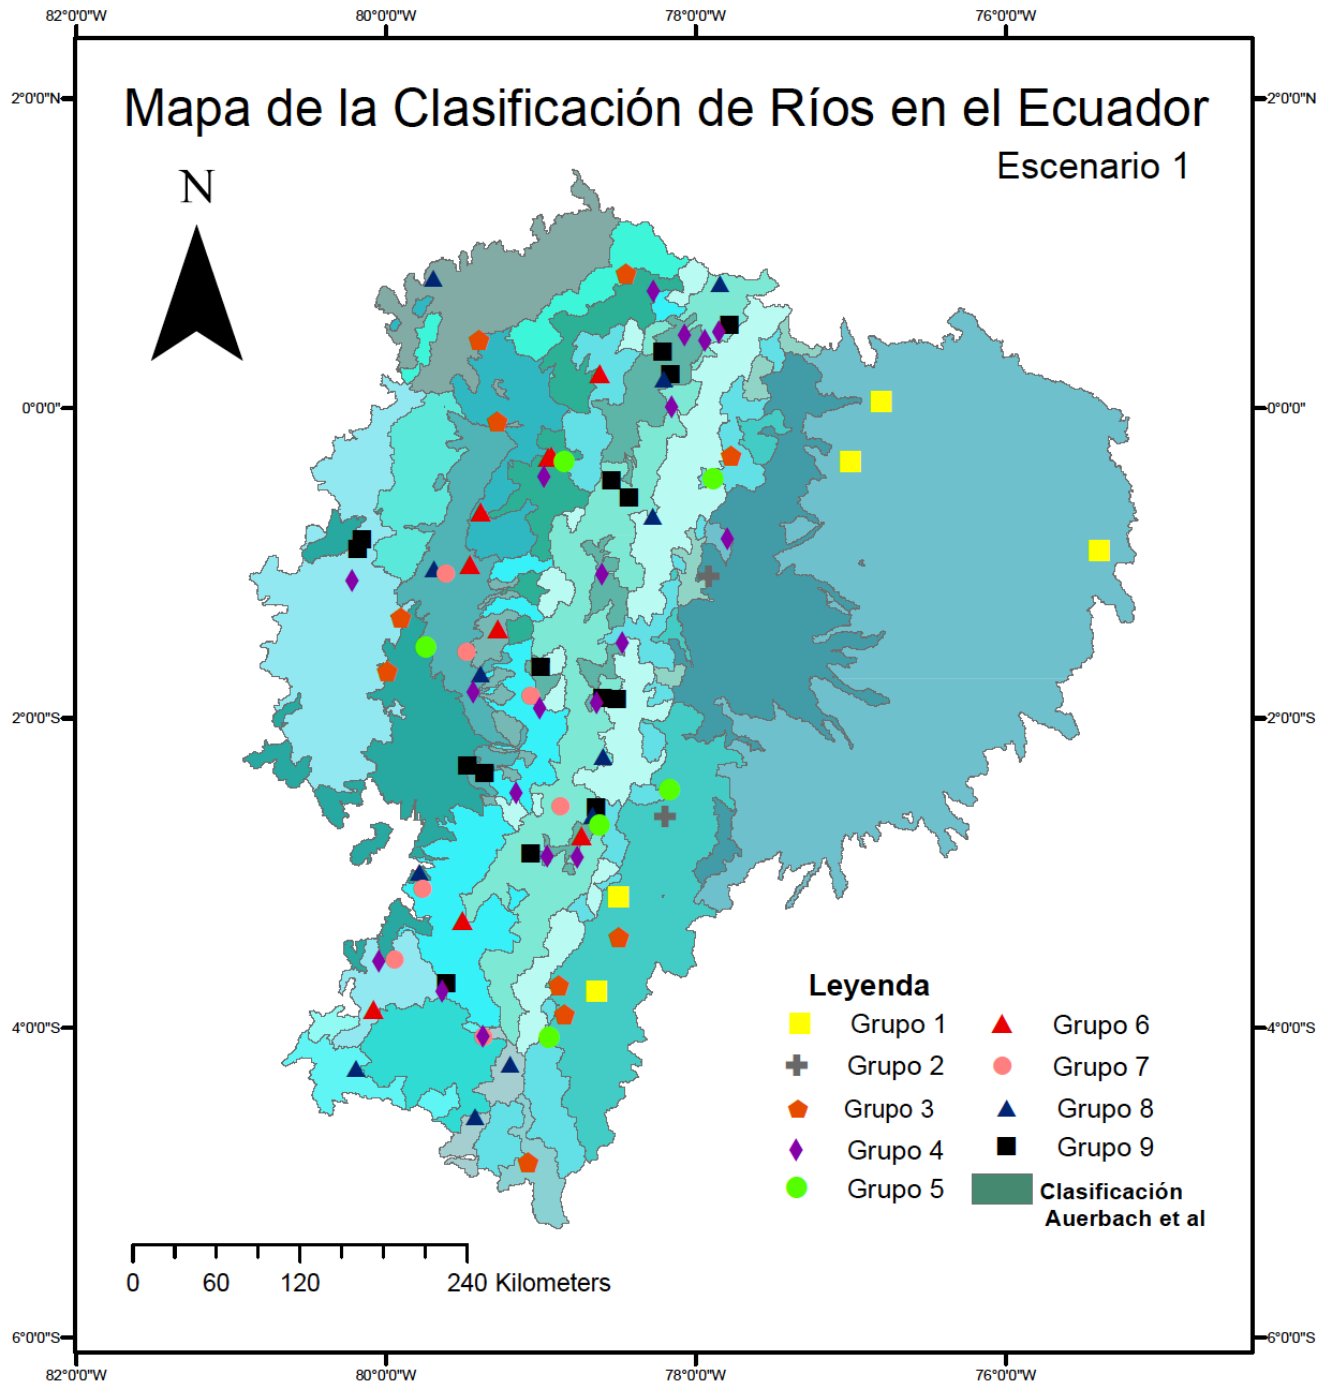 82°0'0"W 80°0'0"W 78°0'0"W 76°0'0"W
2°0'0"N 2°0'0"N
Mapa de la Clasificación de Ríos en el Ecuador
Escenario 1
N
0°0'0" 0°0'0"
2°0'0"S 2°0'0"S
Leyenda
Grupo 1 Grupo 6
Grupo 2 Grupo 7
Grupo 3 Grupo 8
Grupo 4 Grupo 9
Grupo 5 Clasificación
Auerbach et al
4°0'0"S 4°0'0"S
0 60 120 240 Kilometers
6°0'0"S 6°0'0"S
82°0'0"W 80°0'0"W 78°0'0"W 76°0'0"W